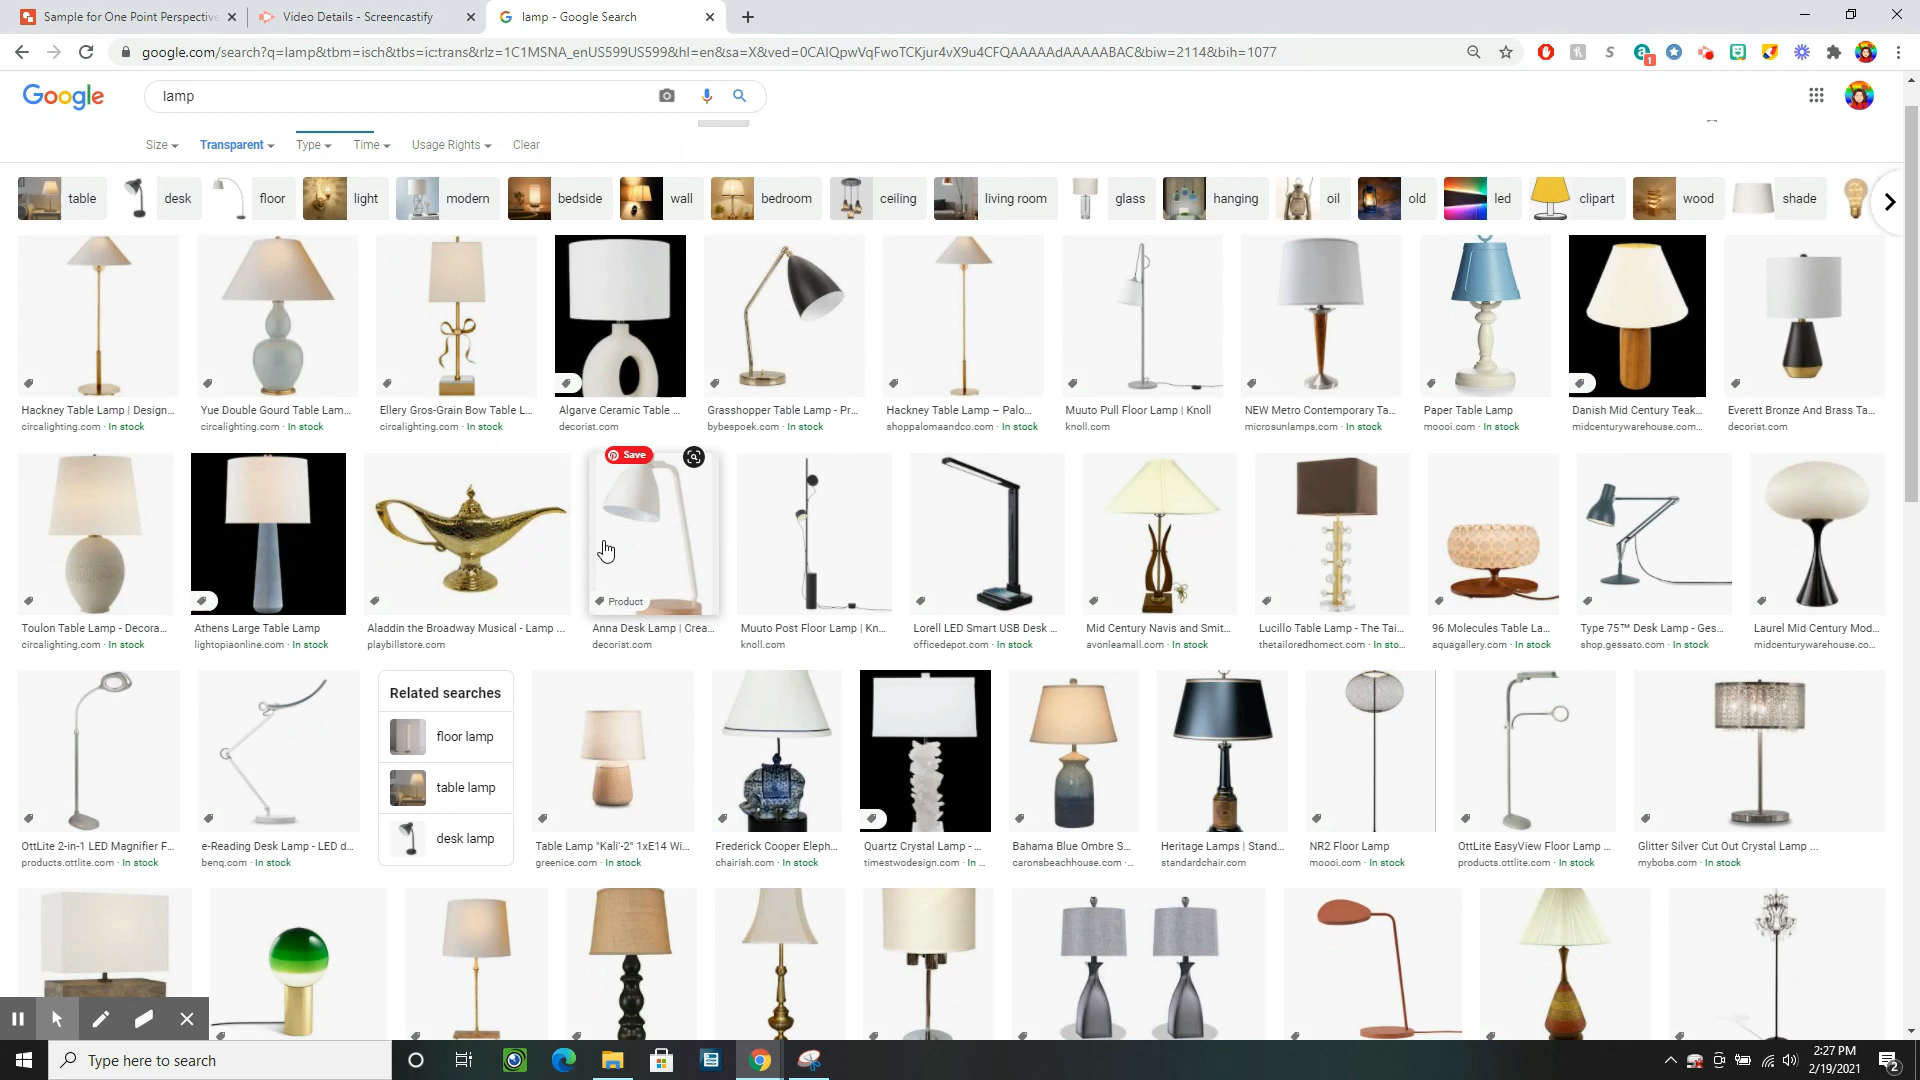 Sample for One Point Perspective
Video Details - Screencastify
lamp - Google Search
google.com/search?q=lamp&tbm=isch&tbs=ic:trans&rlz=1C1MSNA_enUS599US599&hl=en&sa=X&ved=0CAIQpwVqFwoTCKjur4vX9u4CFQAAAAAdAAAAABAC&biw=2114&bih=1077
Google
lamp
Size Transparent Type Time Usage Rights Clear
table desk floor light modern bedside wall bedroom ceiling living room glass hanging oil old led clipart wood shade
Hackney Table Lamp | Design... Yue Double Gourd Table Lam... Ellery Gros-Grain Bow Table L... Algarve Ceramic Table ... Grasshopper Table Lamp - Pr... Hackney Table Lamp – Palo... Muuto Pull Floor Lamp | Knoll NEW Metro Contemporary Ta... Paper Table Lamp Danish Mid Century Teak... Everett Bronze And Brass Ta...
circalighting.com · In stock circalighting.com · In stock circalighting.com · In stock decorist.com bybespoek.com · In stock shoppalomaandco.com · In stock knoll.com microsunlamps.com · In stock moooi.com · In stock midcenturywarehouse.com... decorist.com
Save
Product
Toulon Table Lamp - Decora... Athens Large Table Lamp Aladdin the Broadway Musical - Lamp ... Anna Desk Lamp | Crea... Muuto Post Floor Lamp | Kn... Lorell LED Smart USB Desk ... Mid Century Navis and Smit... Lucillo Table Lamp - The Tai... 96 Molecules Table La... Type 75™ Desk Lamp - Ges... Laurel Mid Century Mod...
circalighting.com · In stock lightopiaonline.com · In stock playbillstore.com decorist.com knoll.com officedepot.com · In stock avonleamall.com · In stock thetailoredhomect.com · In sto... aquagallery.com · In stock shop.gessato.com · In stock midcenturywarehouse.co...
Related searches
floor lamp
table lamp
desk lamp
OttLite 2-in-1 LED Magnifier F... e-Reading Desk Lamp - LED d... Table Lamp "Kali'-2" 1xE14 Wi... Frederick Cooper Eleph... Quartz Crystal Lamp - ... Bahama Blue Ombre S... Heritage Lamps | Stand... NR2 Floor Lamp OttLite EasyView Floor Lamp ... Glitter Silver Cut Out Crystal Lamp ...
products.ottlite.com · In stock benq.com · In stock greenice.com · In stock chairish.com · In stock timestwodesign.com · In ... caronsbeachhouse.com ·... standardchair.com moooi.com · In stock products.ottlite.com · In stock mybobs.com · In stock
Type here to search
2:27 PM
2/19/2021
2